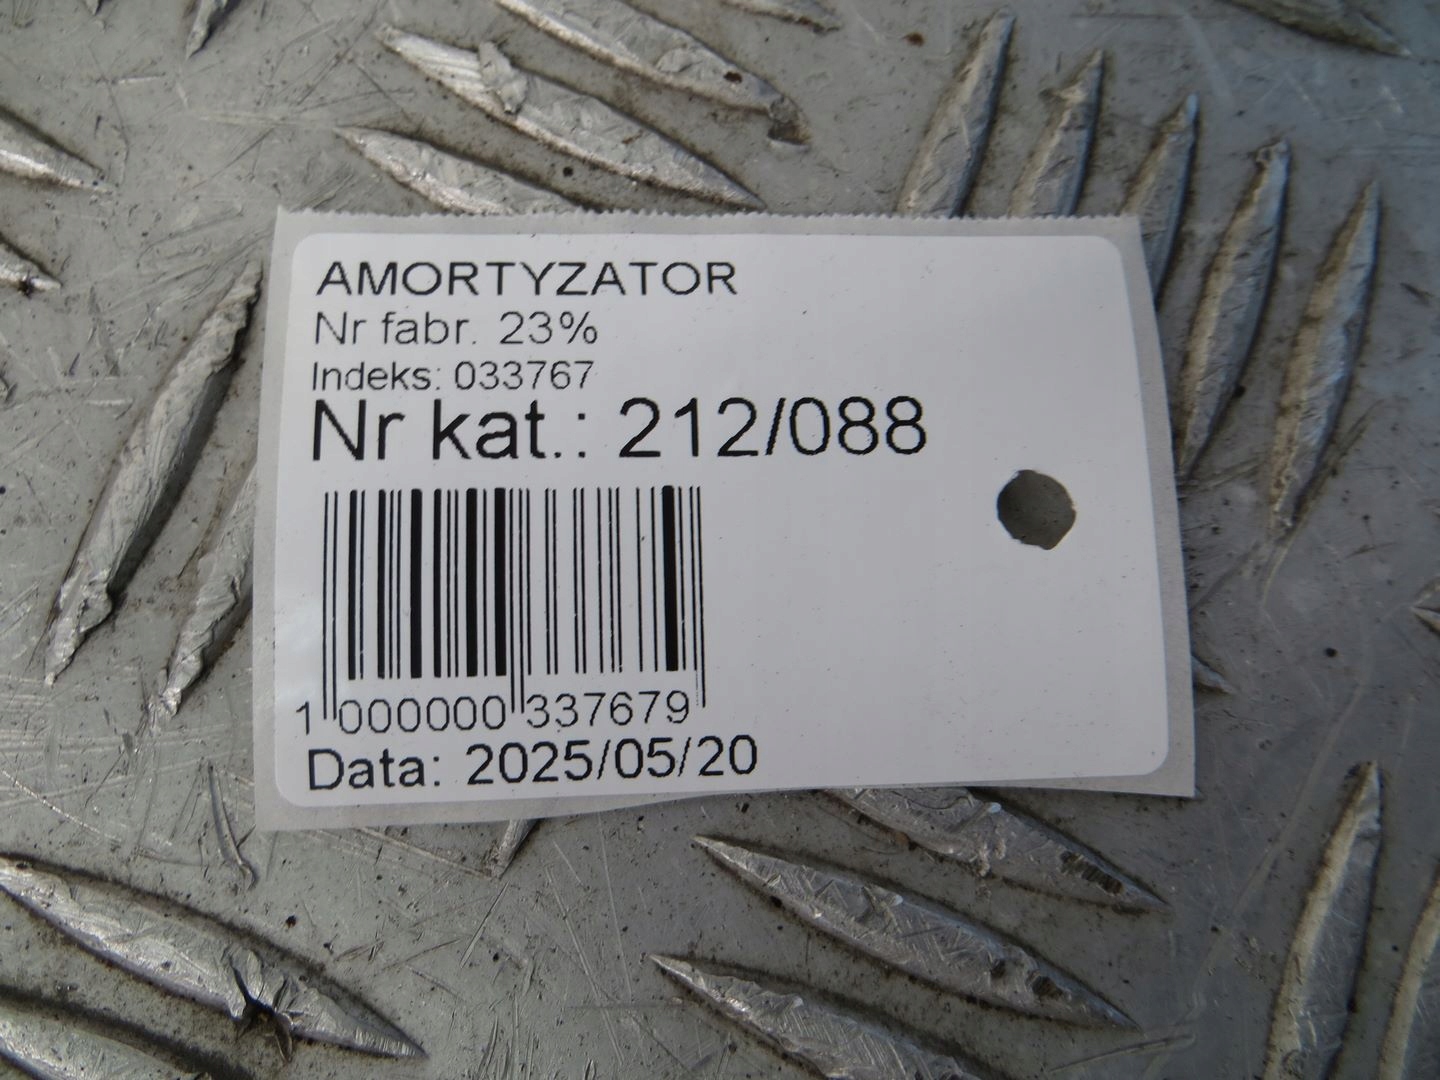 AMORTYZATOR
Nr fabr. 23%
Indeks: 033767
Nr kat.: 212/088
1 000000 337679
Data: 2025/05/20